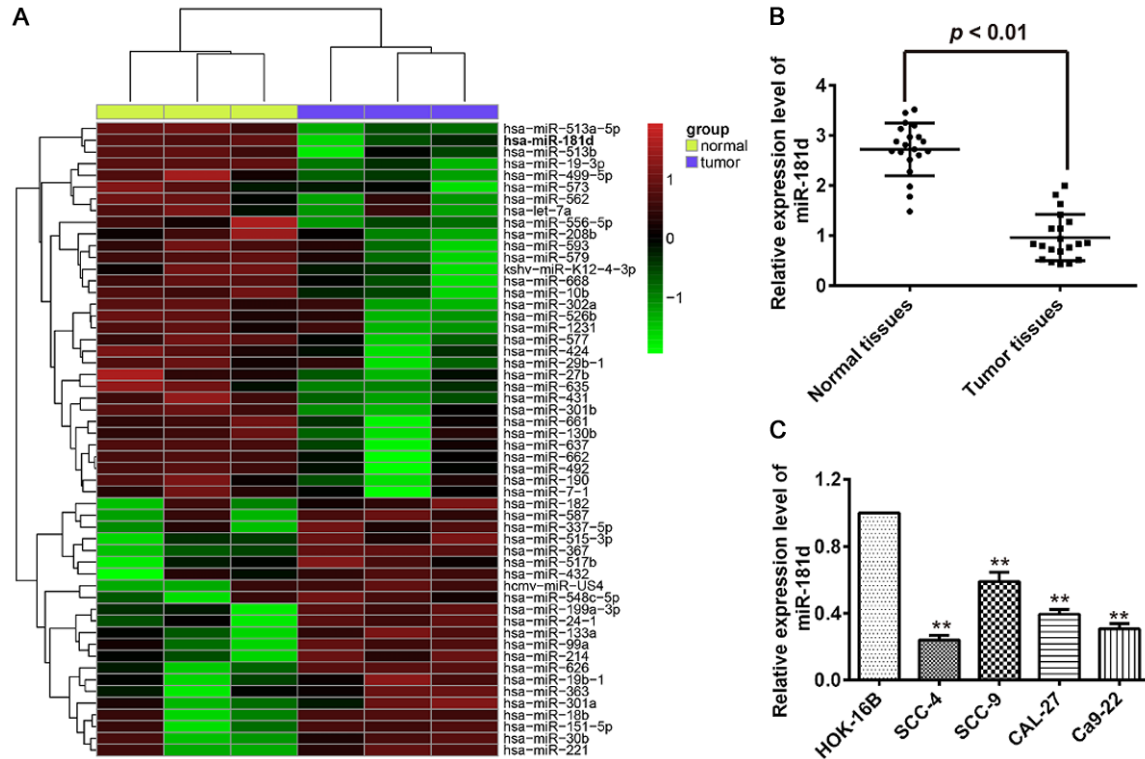 A
hsa-miR-513a-5p
hsa-miR-181d
hsa-miR-513b
hsa-miR-19-3p
hsa-miR-499-5p
hsa-miR-573
hsa-miR-562
hsa-let-7a
hsa-miR-556-5p
hsa-miR-208b
hsa-miR-593
hsa-miR-579
kshv-miR-K12-4-3p
hsa-miR-668
hsa-miR-10b
hsa-miR-302a
hsa-miR-526b
hsa-miR-1231
hsa-miR-577
hsa-miR-424
hsa-miR-29b-1
hsa-miR-27b
hsa-miR-635
hsa-miR-431
hsa-miR-301b
hsa-miR-661
hsa-miR-130b
hsa-miR-637
hsa-miR-662
hsa-miR-492
hsa-miR-190
hsa-miR-7-1
hsa-miR-182
hsa-miR-587
hsa-miR-337-5p
hsa-miR-515-3p
hsa-miR-367
hsa-miR-517b
hsa-miR-432
hcmv-miR-US4
hsa-miR-548c-5p
hsa-miR-199a-3p
hsa-miR-24-1
hsa-miR-133a
hsa-miR-99a
hsa-miR-214
hsa-miR-626
hsa-miR-19b-1
hsa-miR-363
hsa-miR-301a
hsa-miR-18b
hsa-miR-151-5p
hsa-miR-30b
hsa-miR-221
1
0
-1
group
normal
tumor
B
p < 0.01
Relative expression level of
miR-181d
4
3
2
1
0
Normal tissues
Tumor tissues
C
Relative expression level of
miR-181d
1.2
0.8
0.4
0.0
**
**
**
**
HOK-16B
SCC-4
SCC-9
CAL-27
Ca9-22